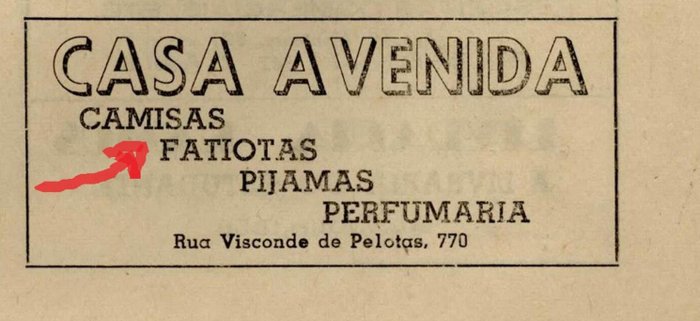 CASA AVENIDA
CAMISAS
FATIOTAS
PIJAMAS
PERFUMARIA
Rua Visconde de Pelotas, 770